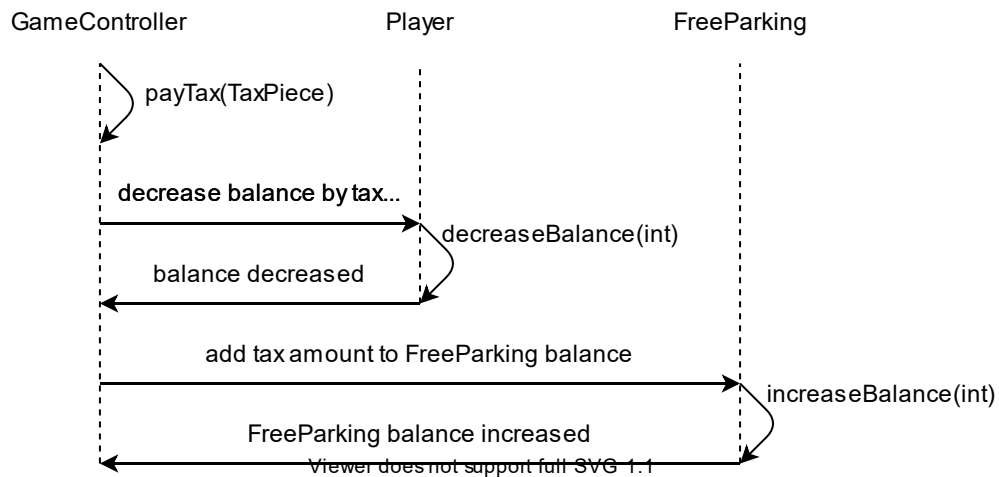 GameController
Player
FreeParking
payTax(TaxPiece)
decrease balance by tax...
decreaseBalance(int)
balance decreased
add tax amount to FreeParking balance
increaseBalance(int)
FreeParking balance increased
Viewer does not support full SVG 1.1